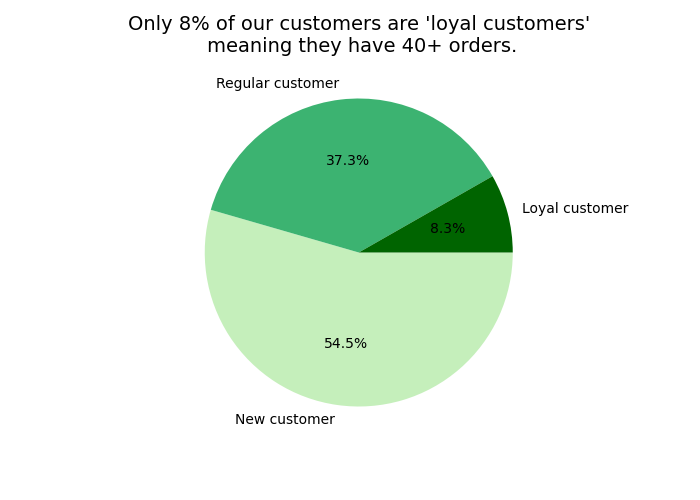 Only 8% of our customers are 'loyal customers'
meaning they have 40+ orders.
Regular customer
37.3%
Loyal customer
8.3%
54.5%
New customer